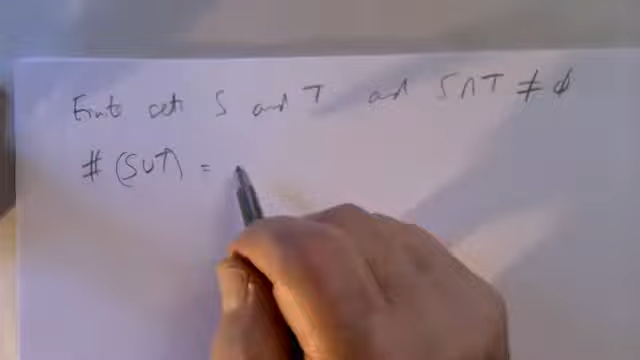 Finite sets S and T and S∩T ≠ ∅
# (S∪T) =